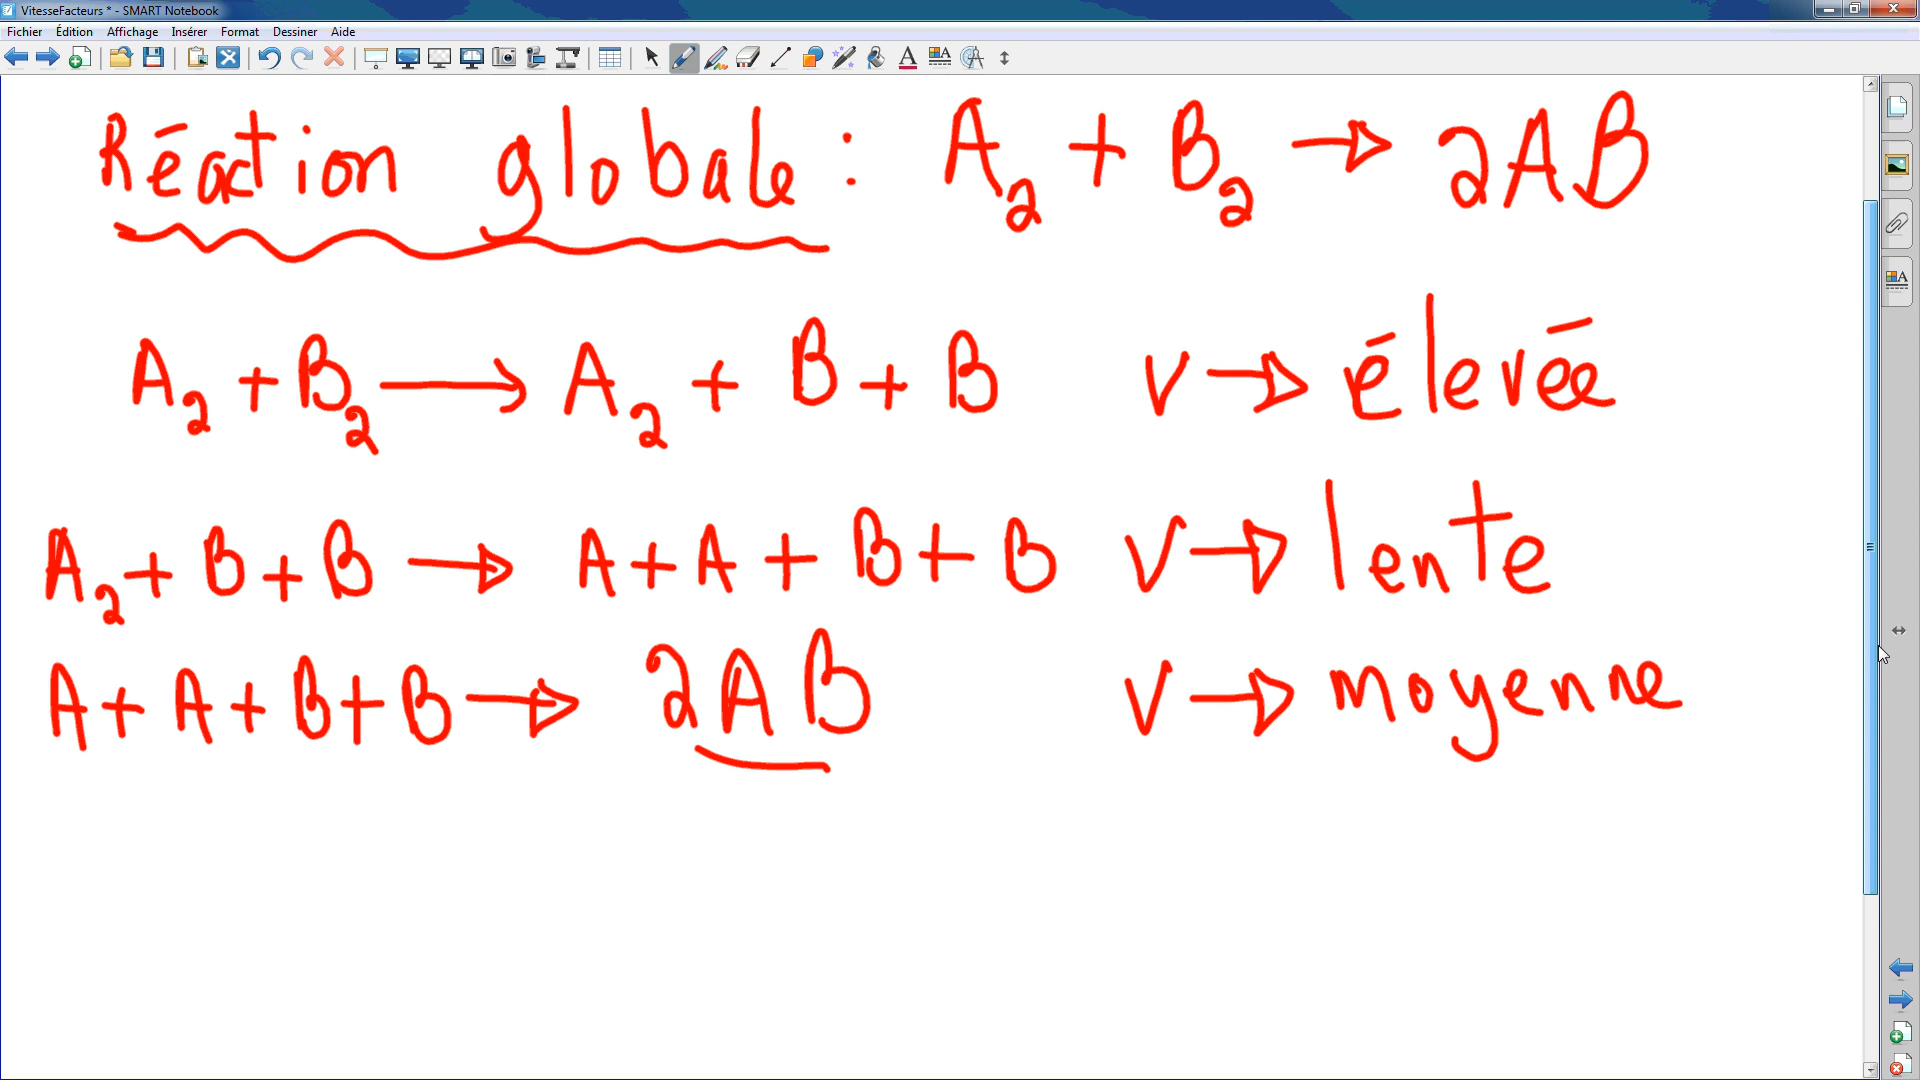 VitesseFacteurs * - SMART Notebook
Fichier Édition Affichage Insérer Format Dessiner Aide
Réaction globale : A₂ + B₂ → 2AB
A₂ + B₂ → A₂ + B + B V → élevée
A₂ + B + B → A + A + B + B V → lente
A + A + B + B → 2AB V → moyenne